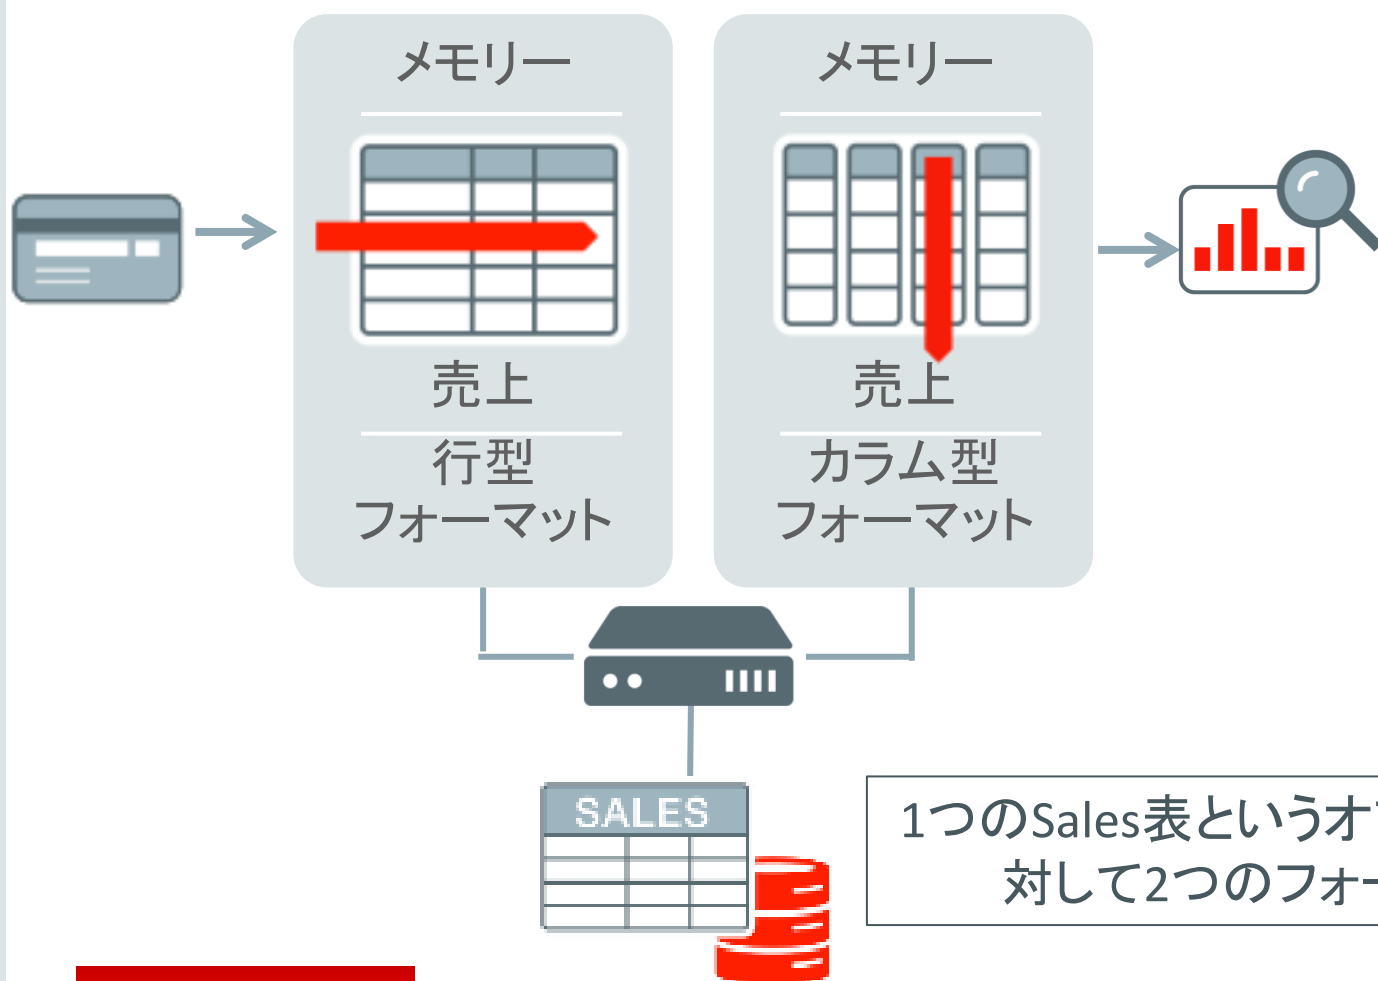 メモリー
売上
行型
フォーマット
メモリー
売上
カラム型
フォーマット
SALES
1つのSales表というオ
対して2つのフォー